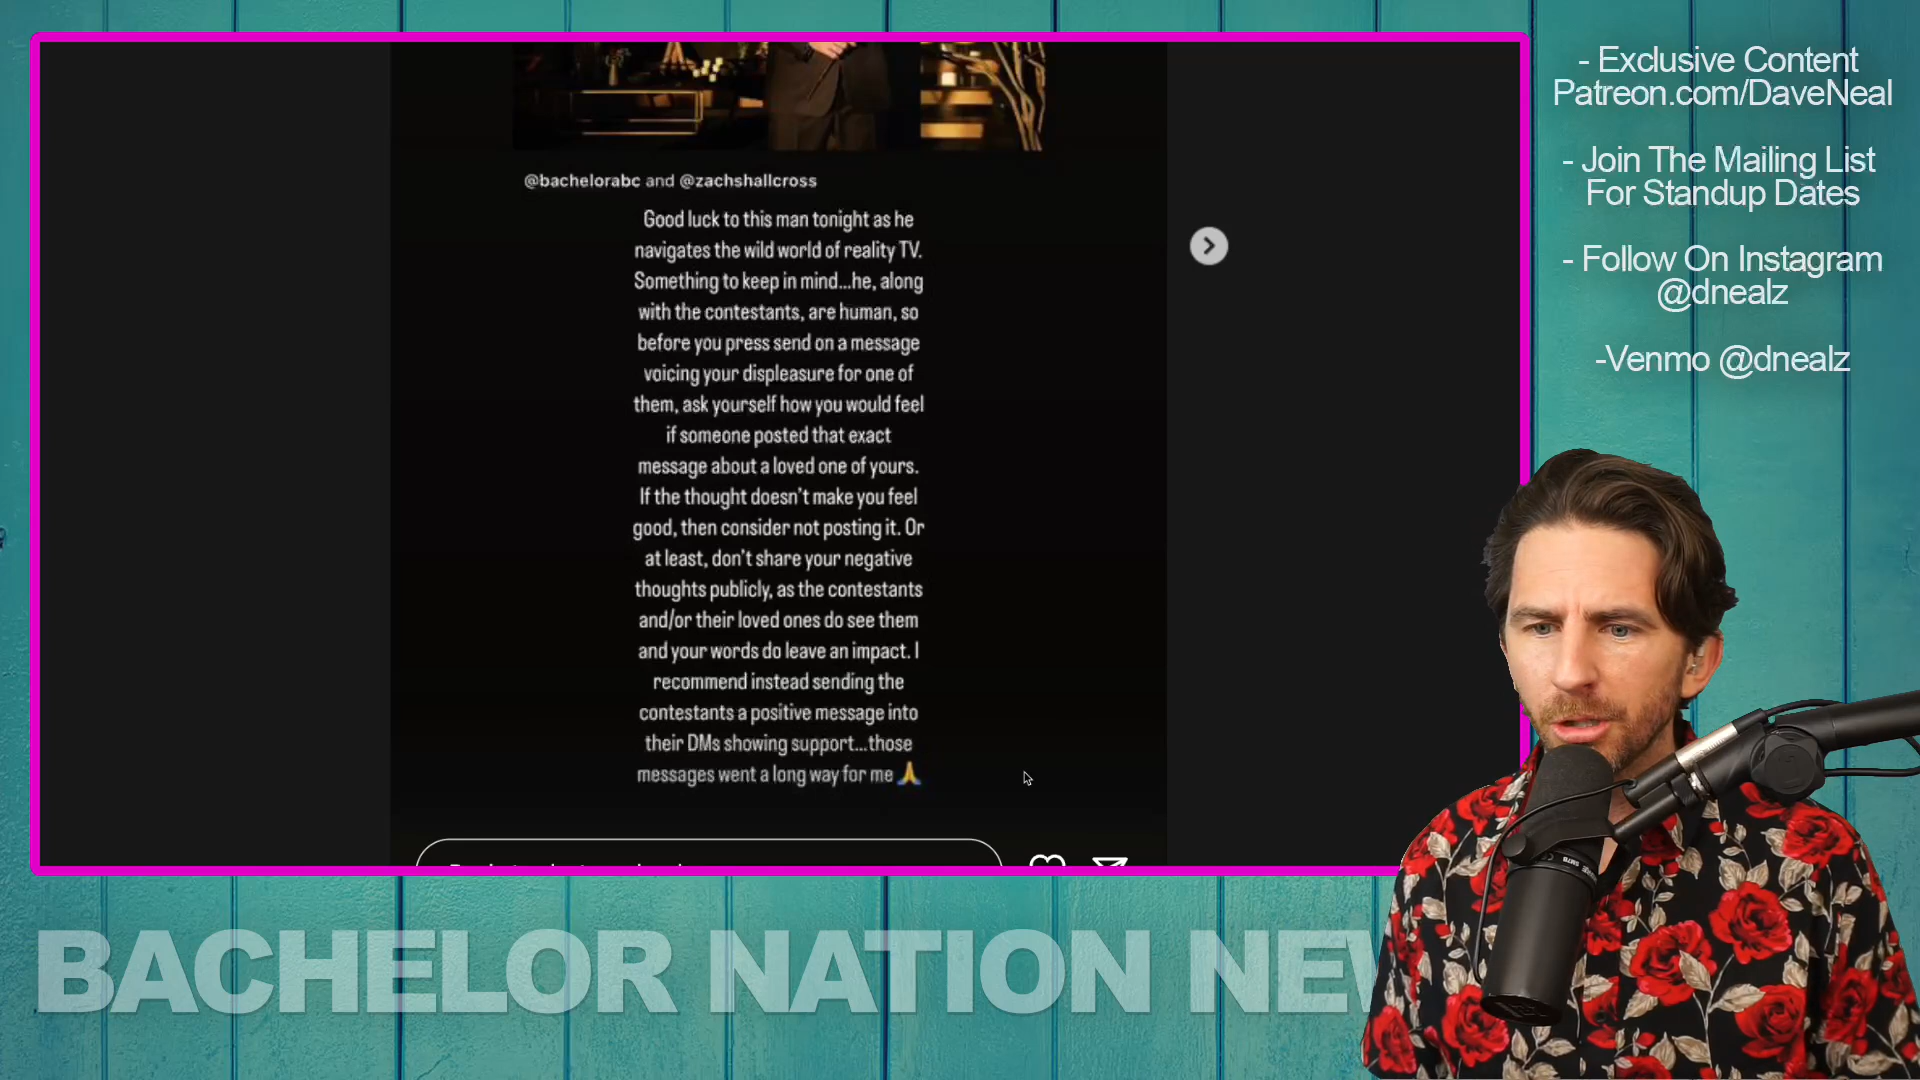 @bachelorabc and @zachshallcross
Good luck to this man tonight as he
navigates the wild world of reality TV.
Something to keep in mind...he, along
with the contestants, are human, so
before you press send on a message
voicing your displeasure for one of
them, ask yourself how you would feel
if someone posted that exact
message about a loved one of yours.
If the thought doesn't make you feel
good, then consider not posting it. Or
at least, don't share your negative
thoughts publicly, as the contestants
and/or their loved ones do see them
and your words do leave an impact. I
recommend instead sending the
contestants a positive message into
their DMs showing support...those
messages went a long way for me 🙏
- Exclusive Content
Patreon.com/DaveNeal
- Join The Mailing List
For Standup Dates
- Follow On Instagram
@dnealz
-Venmo @dnealz
BACHELOR NATION NEW